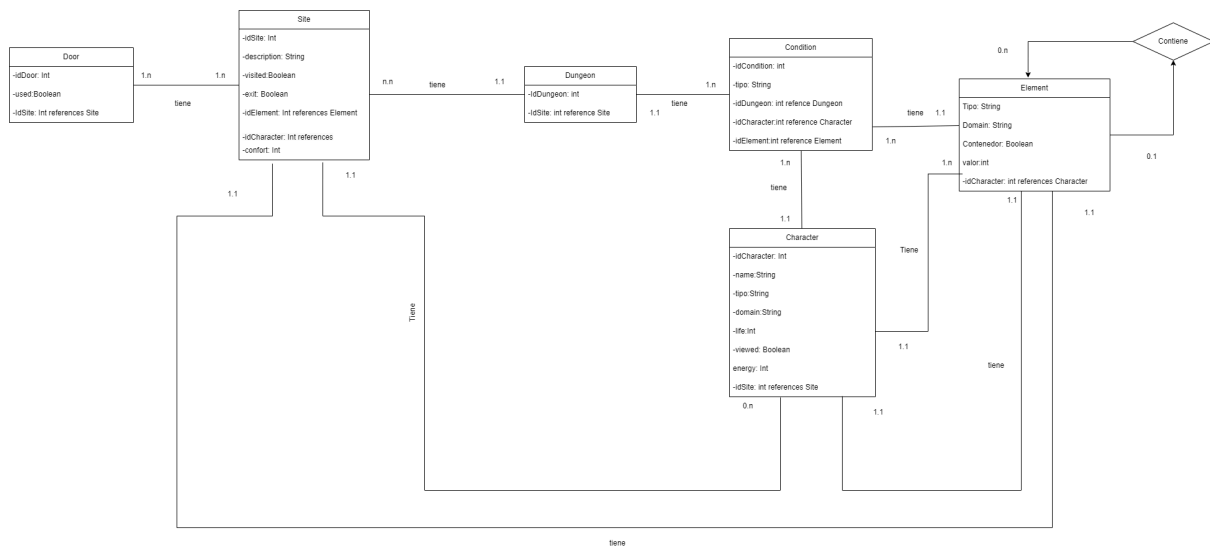 Site
-idSite: Int
-description: String
-visited:Boolean
-exit: Boolean
-idElement: Int references Element
-idCharacter: Int references
-confort: Int
Door
-idDoor: Int
-used:Boolean
-IdSite: Int references Site
1.n
1.n
tiene
n.n
tiene
1.1
Dungeon
-IdDungeon: int
-IdSite: int reference Site
1.1
tiene
1.n
Condition
-idCondition: int
-tipo: String
-idDungeon: int refence Dungeon
-idCharacter:int reference Character
-idElement:int reference Element
tiene
1.1
1.n
0.n
Contiene
0.1
Element
Tipo: String
Domain: String
Contenedor: Boolean
valor:int
-idCharacter: int references Character
1.n
1.n
tiene
1.1
1.1
1.1
1.1
1.1
Character
-idCharacter: Int
-name:String
-tipo:String
-domain:String
-life:Int
-viewed: Boolean
energy: Int
-idSite: int references Site
Tiene
Tiene
1.1
tiene
0.n
1.1
tiene